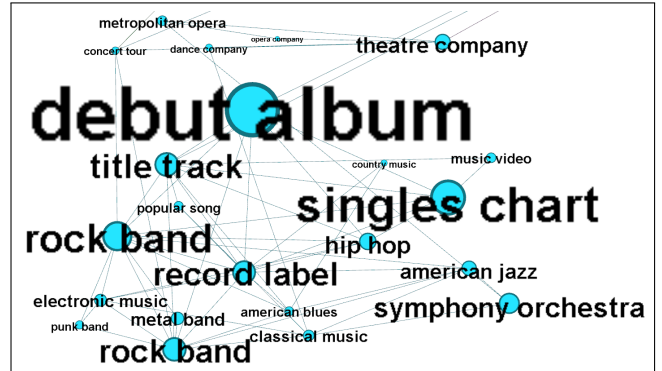 metropolitan opera
opera company
concert tour
dance company
theatre company
debut album
title track
country music
music video
popular song
singles chart
rock band
hip hop
record label
american jazz
electronic music
american blues
symphony orchestra
punk band
metal band
classical music
rock band